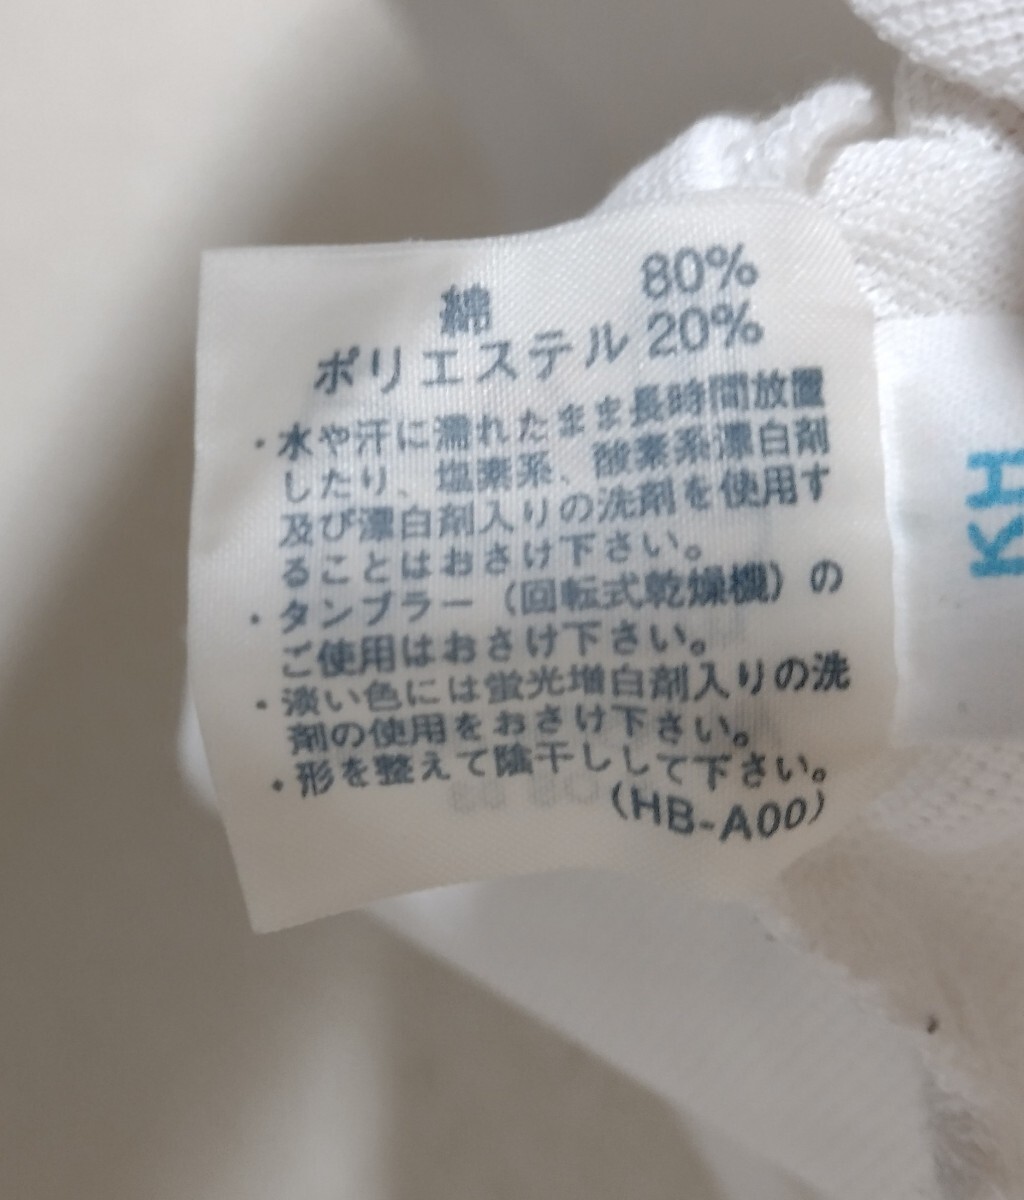 綿 80%
ポリエステル 20%
・水や汗に濡れたまま長時間放置
したり、塩素系、酸素系漂白剤
及び漂白剤入りの洗剤を使用す
ることはおさけ下さい。
・タンブラー(回転式乾燥機)の
ご使用はおさけ下さい。
・淡い色には蛍光増白剤入りの洗
剤の使用をおさけ下さい。
・形を整えて陰干しして下さい。
(HB-A00)
KH